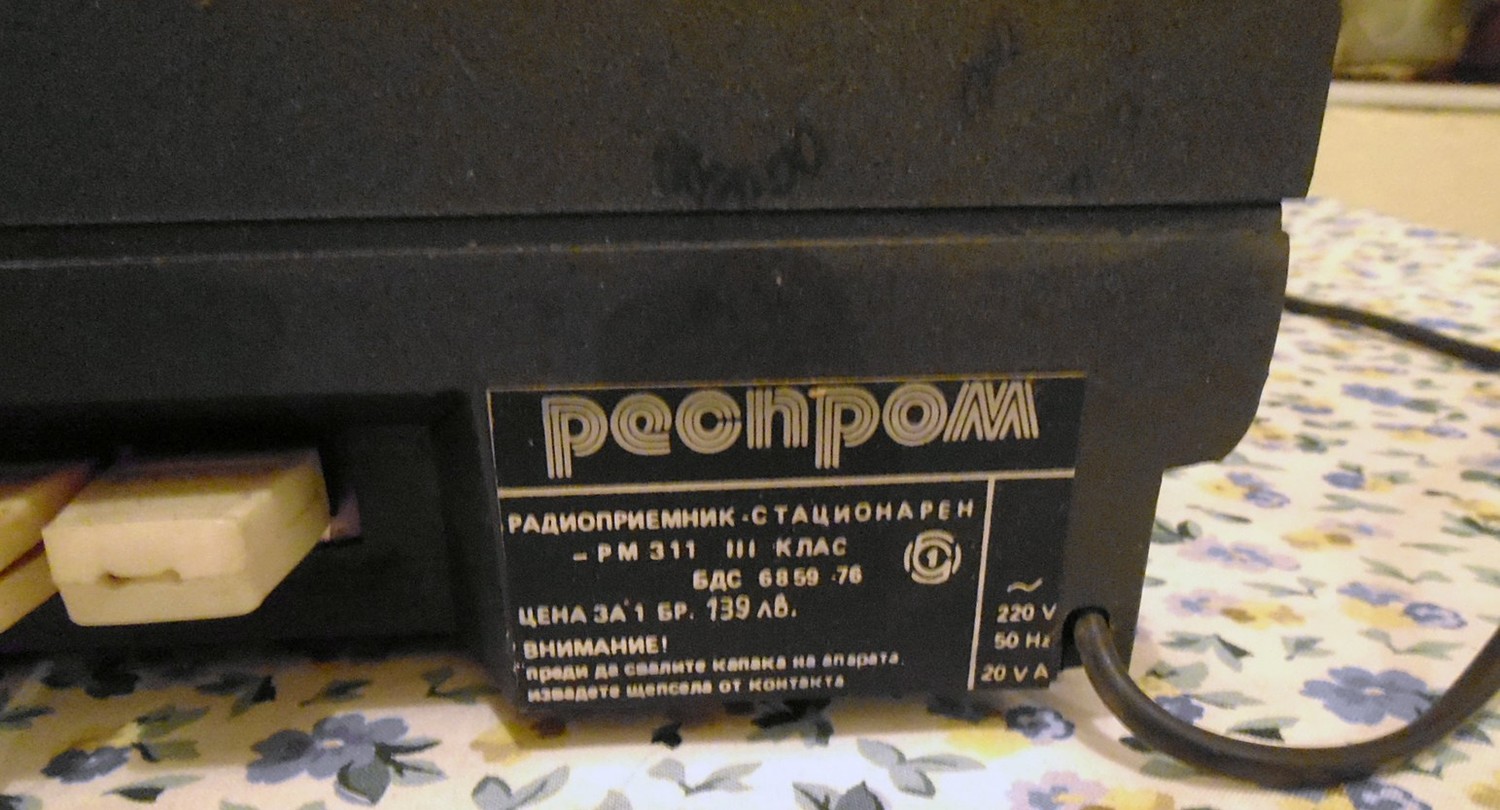 респром
РАДИОПРИЕМНИК - СТАЦИОНАРЕН
– РМ 311 III КЛАС
1
БДС 6859-76
ЦЕНА ЗА 1 БР. 139 лв.
ВНИМАНИЕ!
преди да свалите капака на апарата,
извадете щепсела от контакта
~
220 V
50 Hz
20 VA